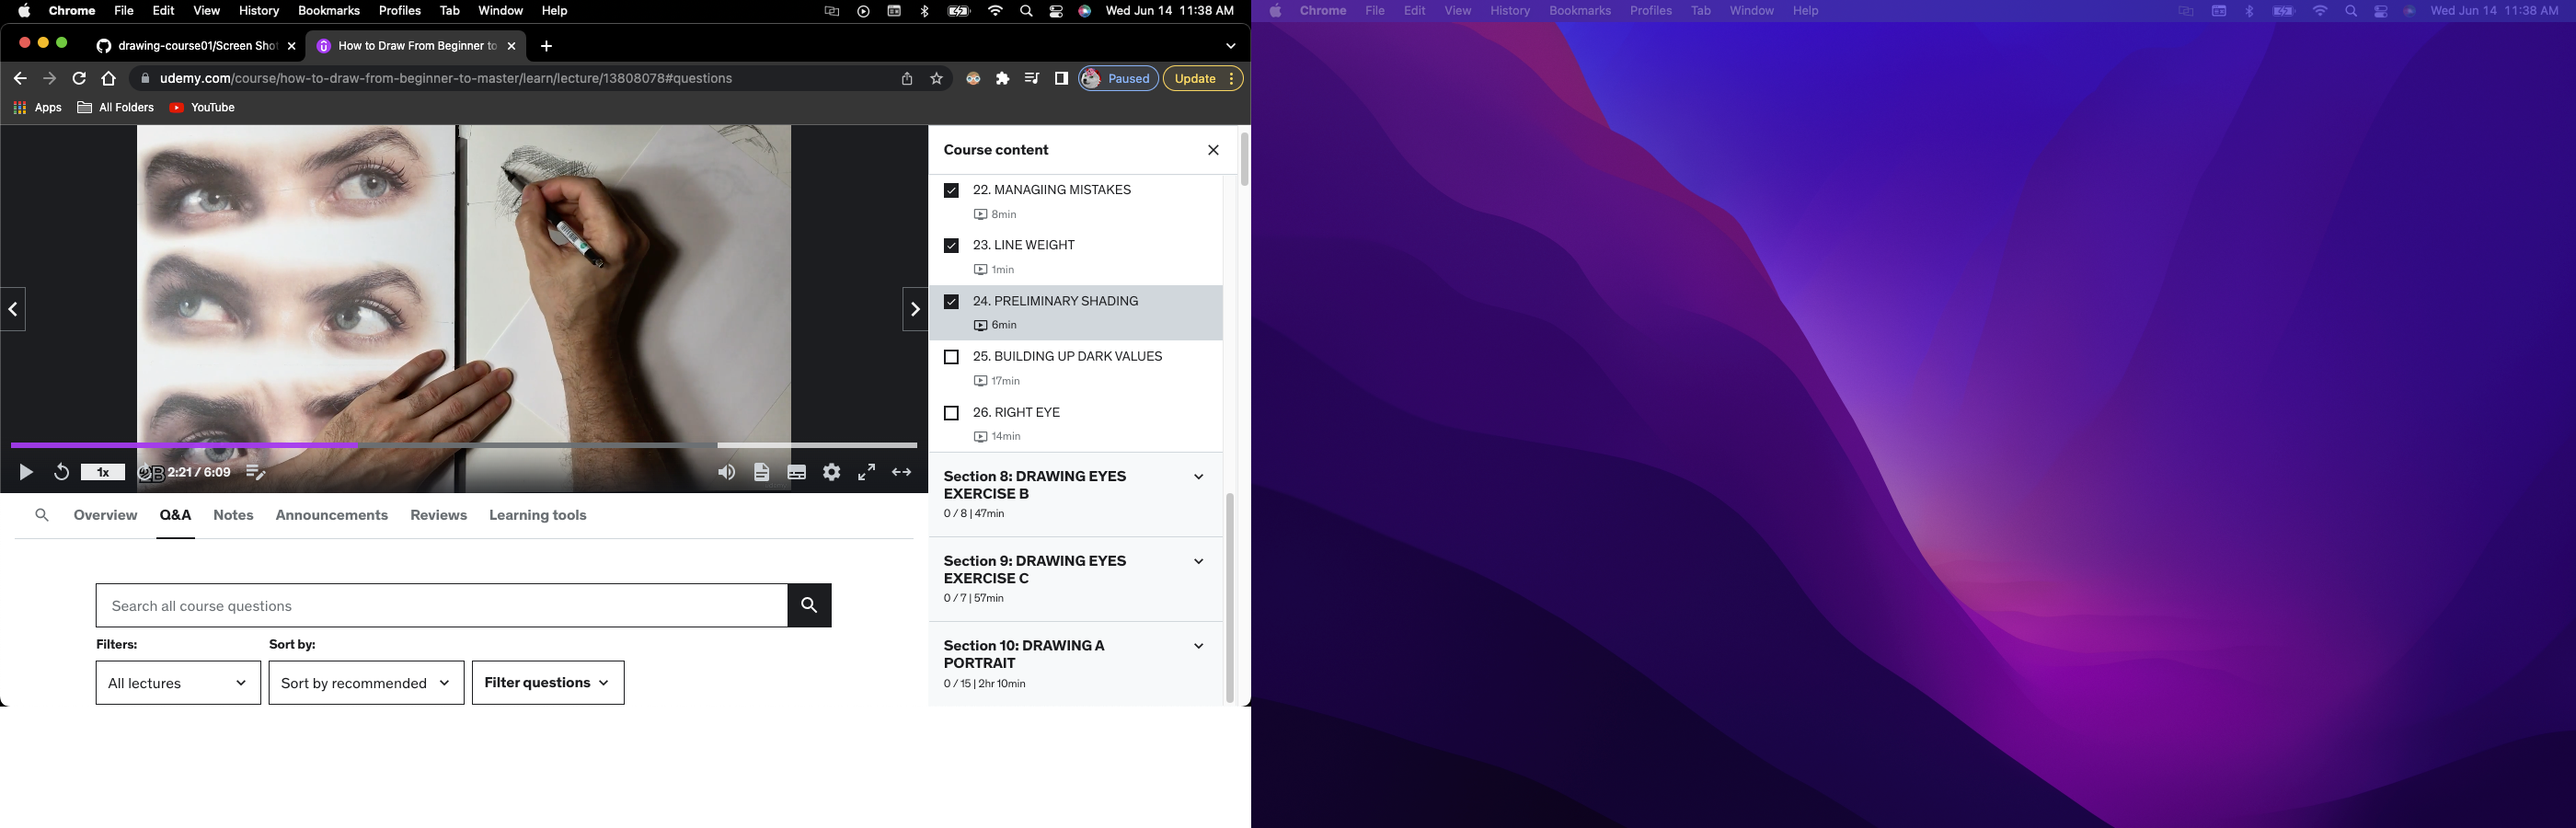 Chrome File Edit View History Bookmarks Profiles Tab Window Help Wed Jun 14 11:38 AM
Chrome File Edit View History Bookmarks Profiles Tab Window Help Wed Jun 14 11:38 AM
drawing-course01/Screen Shot
How to Draw From Beginner to
udemy.com/course/how-to-draw-from-beginner-to-master/learn/lecture/13808078#questions
Paused
Update
Apps
All Folders
YouTube
Course content
22. MANAGIING MISTAKES
8min
23. LINE WEIGHT
1min
24. PRELIMINARY SHADING
6min
25. BUILDING UP DARK VALUES
17min
26. RIGHT EYE
14min
Section 8: DRAWING EYES
EXERCISE B
0 / 8 | 47min
Section 9: DRAWING EYES
EXERCISE C
0 / 7 | 57min
Section 10: DRAWING A
PORTRAIT
0 / 15 | 2hr 10min
1x
2:21 / 6:09
Overview
Q&A
Notes
Announcements
Reviews
Learning tools
Search all course questions
Filters:
Sort by:
All lectures
Sort by recommended
Filter questions